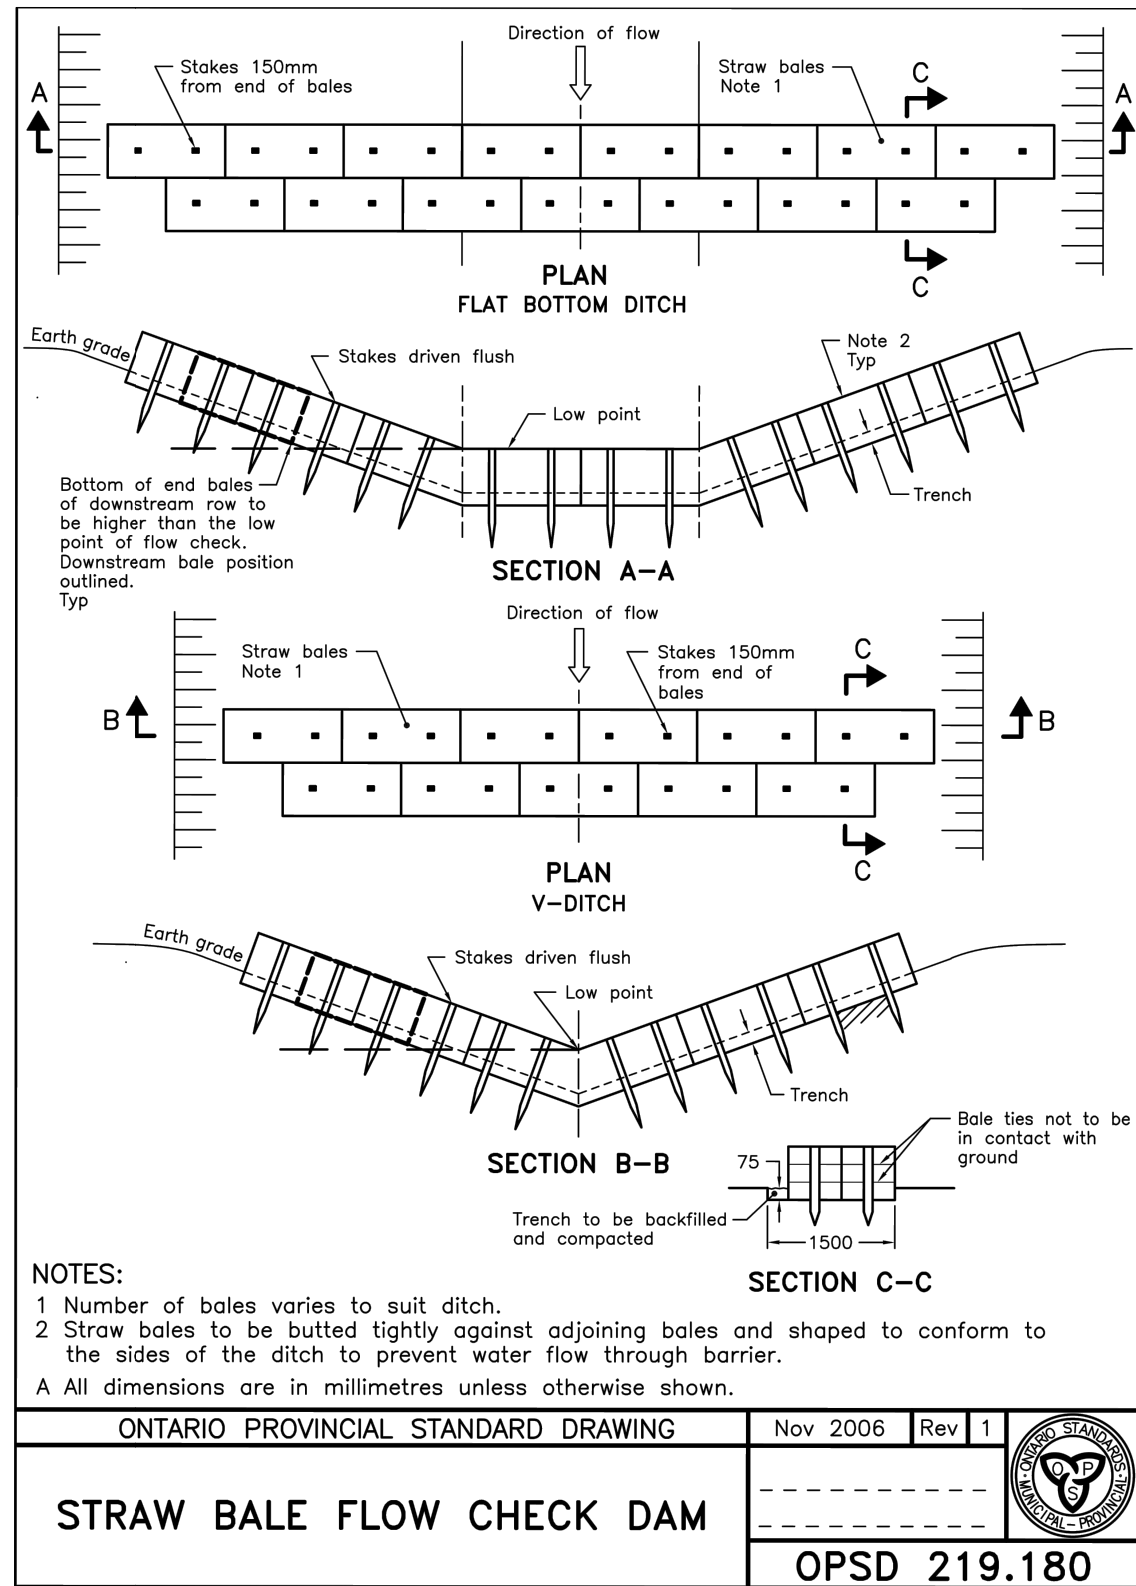 Direction of flow
Stakes 150mm
from end of bales
Straw bales
Note 1
C
A
A
C
PLAN
FLAT BOTTOM DITCH
Earth grade
Stakes driven flush
Note 2
Typ
Low point
Bottom of end bales
of downstream row to
be higher than the low
point of flow check.
Downstream bale position
outlined.
Typ
Trench
SECTION A-A
Direction of flow
Straw bales
Note 1
Stakes 150mm
from end of
bales
C
B
B
C
PLAN
V-DITCH
Earth grade
Stakes driven flush
Low point
Trench
SECTION B-B
Bale ties not to be
in contact with
ground
75
Trench to be backfilled
and compacted
1500
SECTION C-C
NOTES:
1 Number of bales varies to suit ditch.
2 Straw bales to be butted tightly against adjoining bales and shaped to conform to
the sides of the ditch to prevent water flow through barrier.
A All dimensions are in millimetres unless otherwise shown.
ONTARIO PROVINCIAL STANDARD DRAWING
Nov 2006
Rev
1
ONTARIO STANDARDS
MUNICIPAL-PROVINCIAL
O P
S
STRAW BALE FLOW CHECK DAM
OPSD 219.180